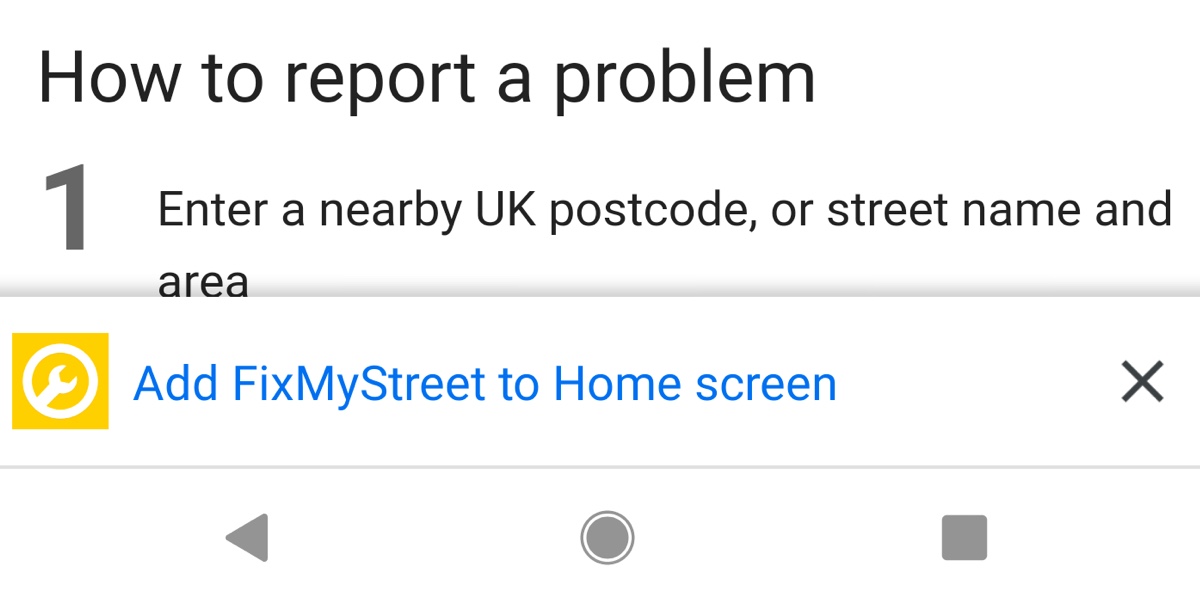 How to report a problem
1
Enter a nearby UK postcode, or street name and
area
Add FixMyStreet to Home screen